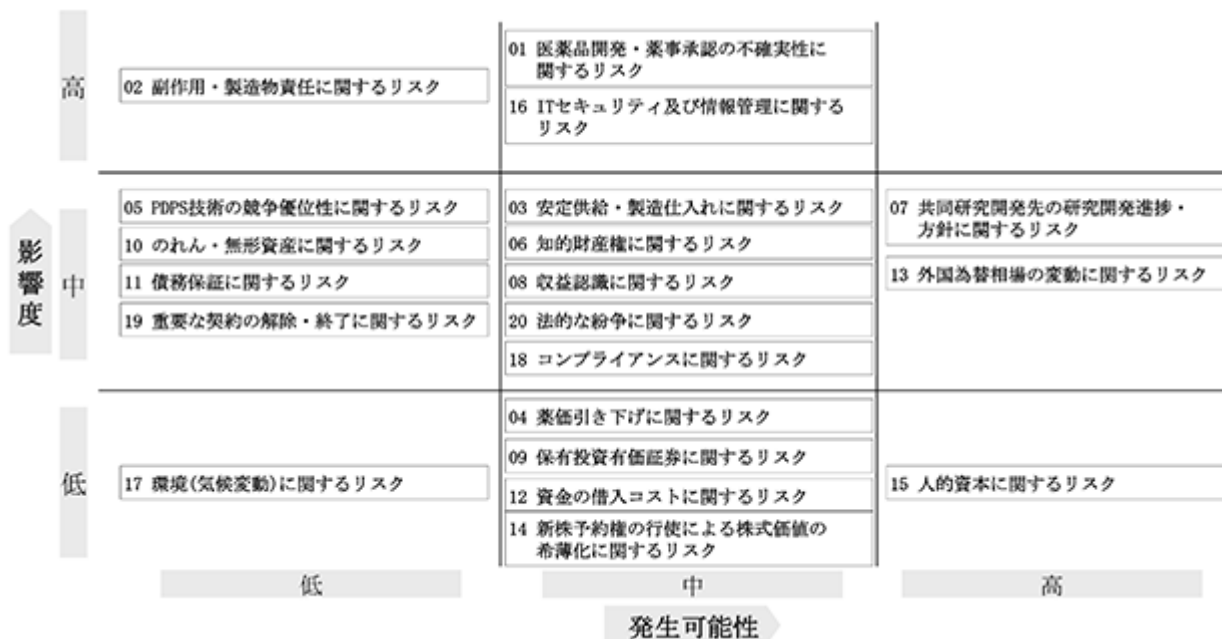 影響度
高
02 副作用・製造物責任に関するリスク
01 医薬品開発・薬事承認の不確実性に
関するリスク
16 ITセキュリティ及び情報管理に関する
リスク
中
05 PDPS技術の競争優位性に関するリスク
10 のれん・無形資産に関するリスク
11 債務保証に関するリスク
19 重要な契約の解除・終了に関するリスク
03 安定供給・製造仕入れに関するリスク
06 知的財産権に関するリスク
08 収益認識に関するリスク
20 法的な紛争に関するリスク
18 コンプライアンスに関するリスク
07 共同研究開発先の研究開発進捗・
方針に関するリスク
13 外国為替相場の変動に関するリスク
低
17 環境(気候変動)に関するリスク
04 薬価引き下げに関するリスク
09 保有投資有価証券に関するリスク
12 資金の借入コストに関するリスク
14 新株予約権の行使による株式価値の
希薄化に関するリスク
15 人的資本に関するリスク
低
中
高
発生可能性